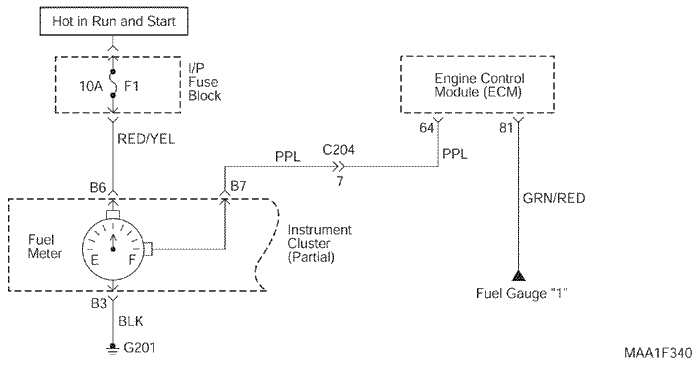 Hot in Run and Start
I/P
Fuse
Block
10A F1
Engine Control
Module (ECM)
RED/YEL
64
81
PPL
C204
7
PPL
B6
B7
GRN/RED
Fuel
Meter
E F
Instrument
Cluster
(Partial)
B3
BLK
G201
Fuel Gauge "1"
MAA1F340